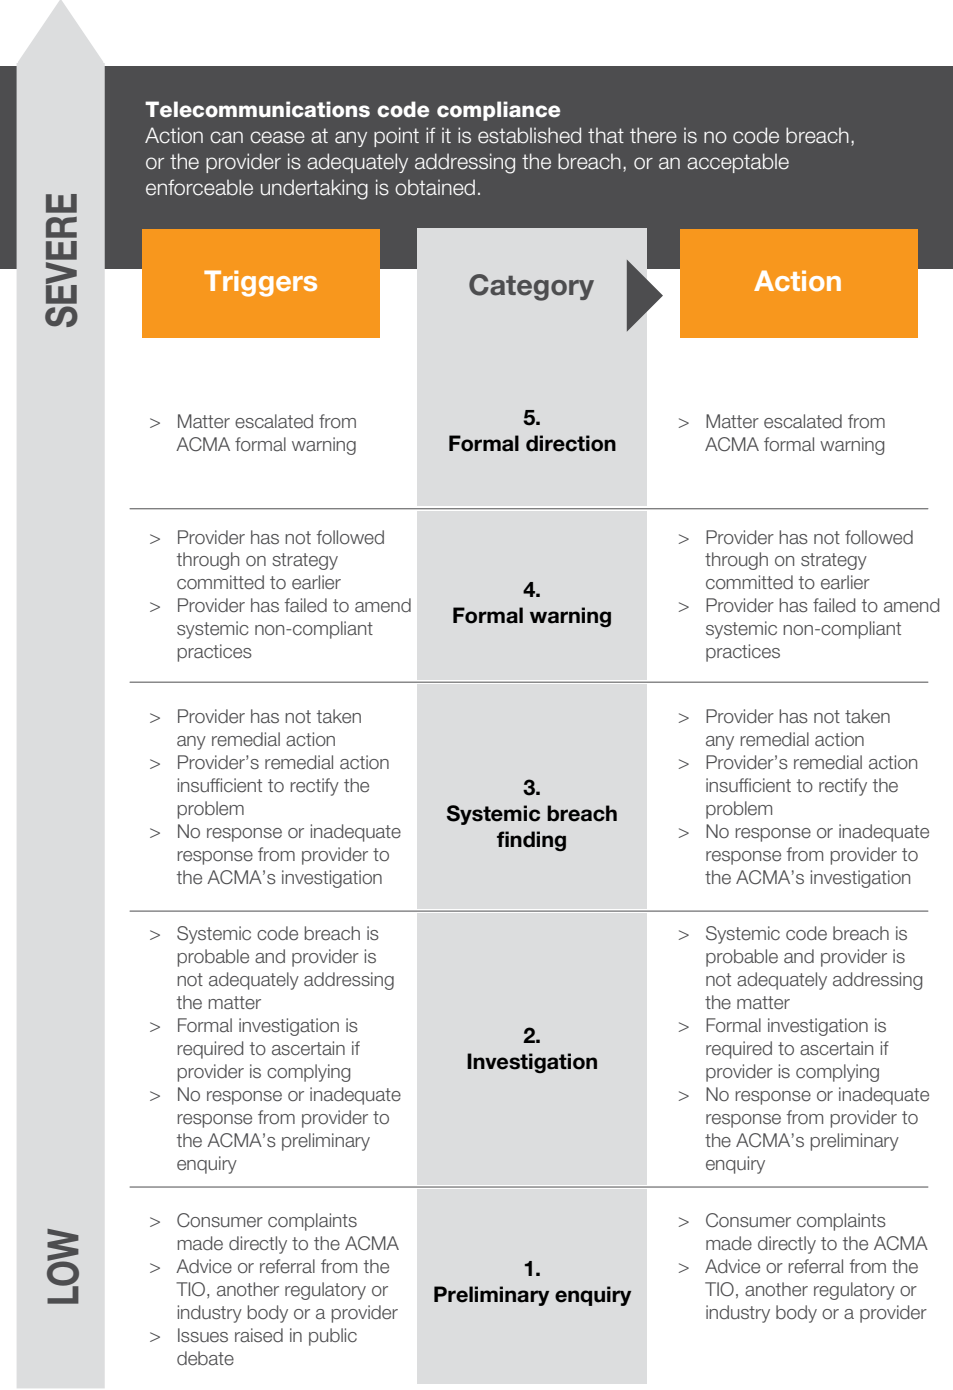 Telecommunications code compliance
Action can cease at any point if it is established that there is no code breach,
or the provider is adequately addressing the breach, or an acceptable
enforceable undertaking is obtained.
SEVERE
Triggers
Category
Action
> Matter escalated from
ACMA formal warning
5.
Formal direction
> Matter escalated from
ACMA formal warning
> Provider has not followed
through on strategy
committed to earlier
> Provider has failed to amend
systemic non-compliant
practices
4.
Formal warning
> Provider has not followed
through on strategy
committed to earlier
> Provider has failed to amend
systemic non-compliant
practices
> Provider has not taken
any remedial action
> Provider’s remedial action
insufficient to rectify the
problem
> No response or inadequate
response from provider to
the ACMA’s investigation
3.
Systemic breach
finding
> Provider has not taken
any remedial action
> Provider’s remedial action
insufficient to rectify the
problem
> No response or inadequate
response from provider to
the ACMA’s investigation
> Systemic code breach is
probable and provider is
not adequately addressing
the matter
> Formal investigation is
required to ascertain if
provider is complying
> No response or inadequate
response from provider to
the ACMA’s preliminary
enquiry
2.
Investigation
> Systemic code breach is
probable and provider is
not adequately addressing
the matter
> Formal investigation is
required to ascertain if
provider is complying
> No response or inadequate
response from provider to
the ACMA’s preliminary
enquiry
LOW
> Consumer complaints
made directly to the ACMA
> Advice or referral from the
TIO, another regulatory or
industry body or a provider
> Issues raised in public
debate
1.
Preliminary enquiry
> Consumer complaints
made directly to the ACMA
> Advice or referral from the
TIO, another regulatory or
industry body or a provider